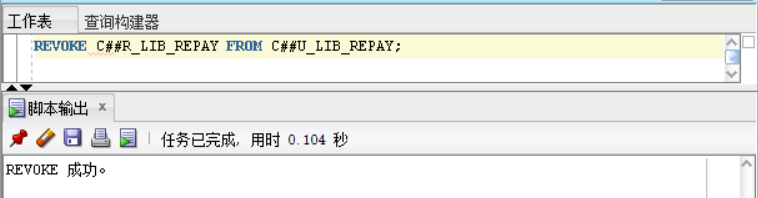 工作表 查询构建器
REVOKE C##R_LIB_REPAY FROM C##U_LIB_REPAY;
脚本输出 x
任务已完成, 用时 0.104 秒
REVOKE 成功。